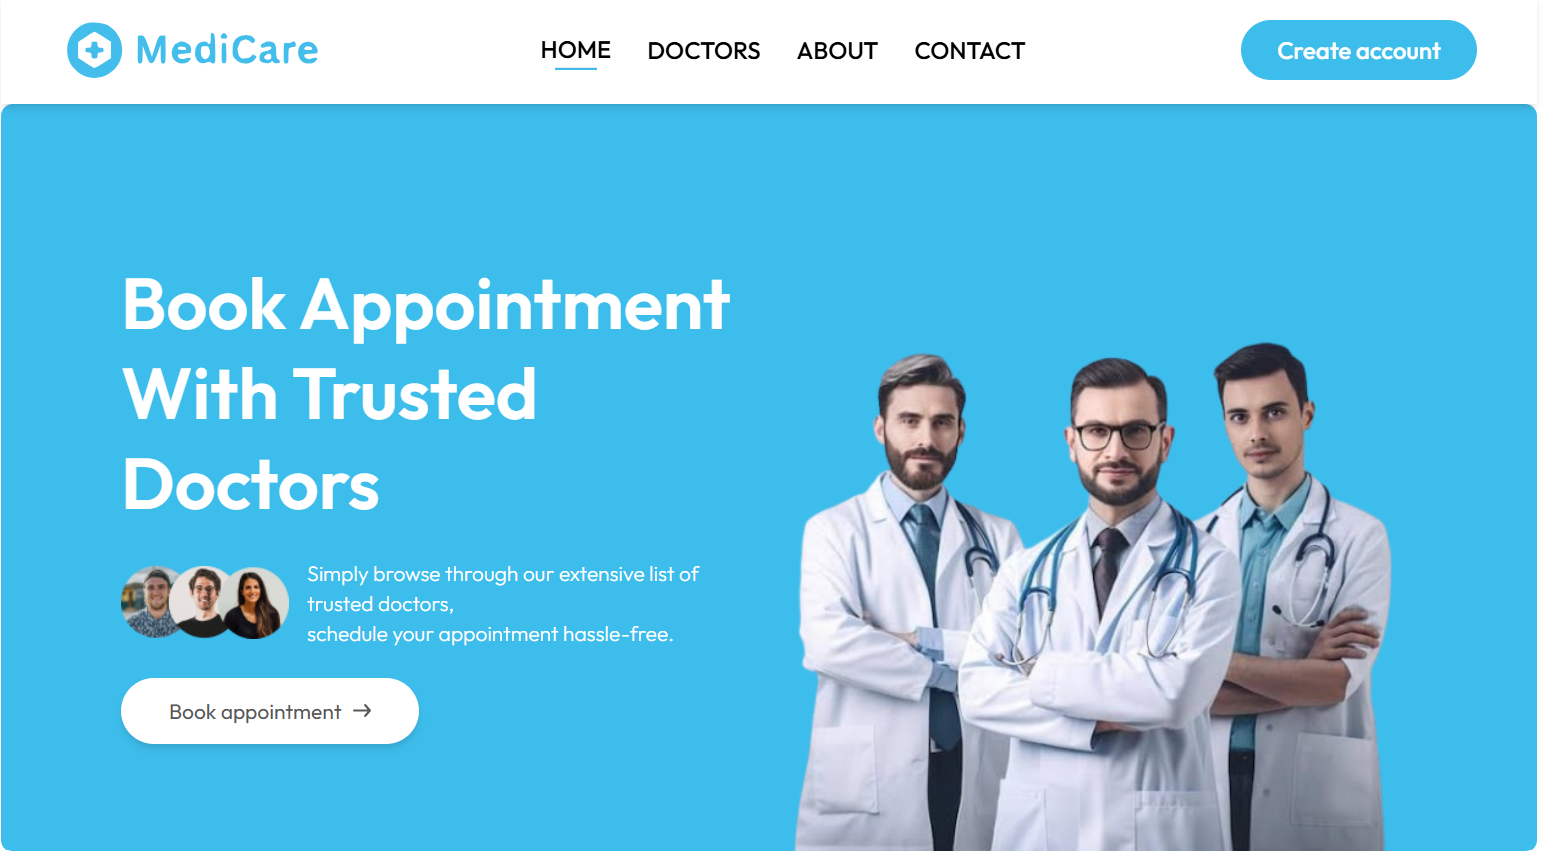 MediCare
HOME
DOCTORS
ABOUT
CONTACT
Create account
Book Appointment
With Trusted
Doctors
Simply browse through our extensive list of
trusted doctors,
schedule your appointment hassle-free.
Book appointment →